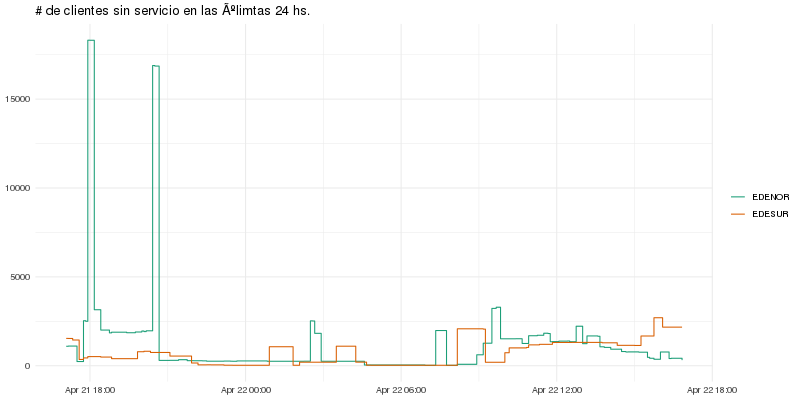 # de clientes sin servicio en las Ãºlimtas 24 hs.
15000
10000
5000
0
Apr 21 18:00
Apr 22 00:00
Apr 22 06:00
Apr 22 12:00
Apr 22 18:00
EDENOR
EDESUR